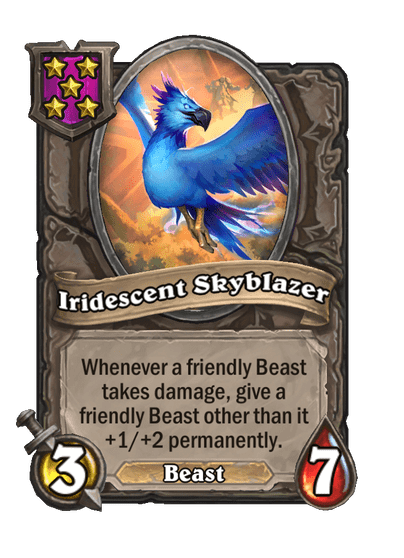 Iridescent Skyblazer
Whenever a friendly Beast
takes damage, give a
friendly Beast other than it
+1/+2 permanently.
3
Beast
7